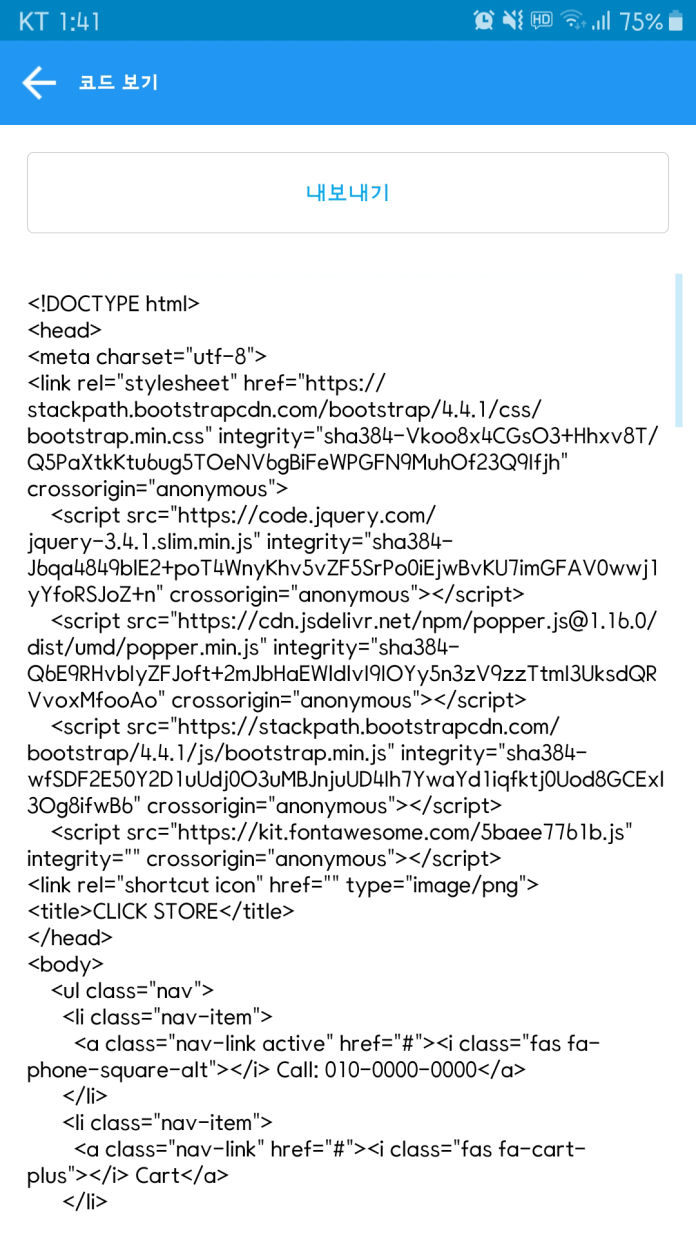 KT 1:41
HD
75%
코드 보기
내보내기
<!DOCTYPE html>
<head>
<meta charset="utf-8">
<link rel="stylesheet" href="https://
stackpath.bootstrapcdn.com/bootstrap/4.4.1/css/
bootstrap.min.css" integrity="sha384-Vkoo8x4CGsO3+Hhxv8T/
Q5PaXtkKtu6ug5TOeNV6gBiFeWPGFN9MuhOf23Q9Ifjh"
crossorigin="anonymous">
    <script src="https://code.jquery.com/
jquery-3.4.1.slim.min.js" integrity="sha384-
J6qa4849blE2+poT4WnyKhv5vZF5SrPo0iEjwBvKU7imGFAV0wwj1
yYfoRSJoZ+n" crossorigin="anonymous"></script>
    <script src="https://cdn.jsdelivr.net/npm/popper.js@1.16.0/
dist/umd/popper.min.js" integrity="sha384-
Q6E9RHvbIyZFJoft+2mJbHaEWldlvI9IOYy5n3zV9zzTtmI3UksdQR
VvoxMfooAo" crossorigin="anonymous"></script>
    <script src="https://stackpath.bootstrapcdn.com/
bootstrap/4.4.1/js/bootstrap.min.js" integrity="sha384-
wfSDF2E50Y2D1uUdj0O3uMBJnjuUD4Ih7YwaYd1iqfktj0Uod8GCExl
3Og8ifwB6" crossorigin="anonymous"></script>
    <script src="https://kit.fontawesome.com/5baee7761b.js"
integrity="" crossorigin="anonymous"></script>
<link rel="shortcut icon" href="" type="image/png">
<title>CLICK STORE</title>
</head>
<body>
    <ul class="nav">
      <li class="nav-item">
        <a class="nav-link active" href="#"><i class="fas fa-
phone-square-alt"></i> Call: 010-0000-0000</a>
      </li>
      <li class="nav-item">
        <a class="nav-link" href="#"><i class="fas fa-cart-
plus"></i> Cart</a>
      </li>